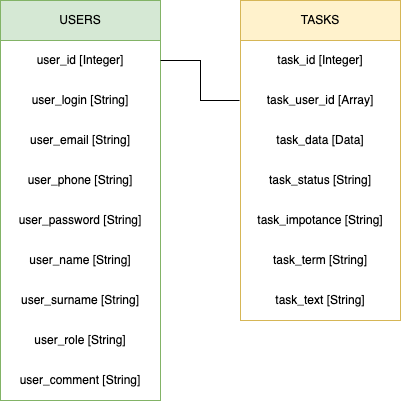 USERS
user_id [Integer]
user_login [String]
user_email [String]
user_phone [String]
user_password [String]
user_name [String]
user_surname [String]
user_role [String]
user_comment [String]
TASKS
task_id [Integer]
task_user_id [Array]
task_data [Data]
task_status [String]
task_impotance [String]
task_term [String]
task_text [String]